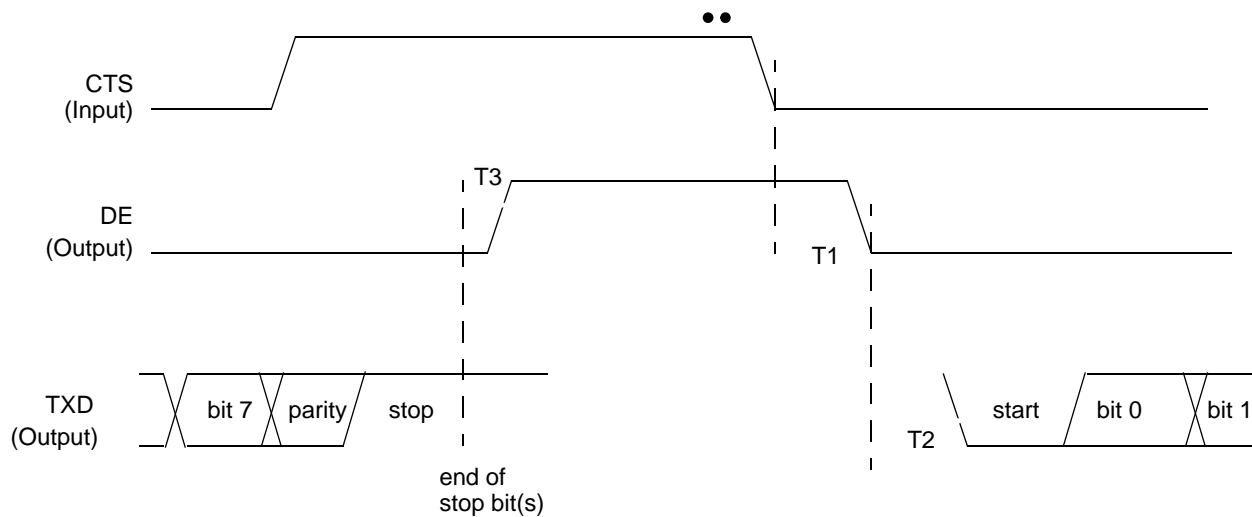 CTS
(Input)
T3
DE
(Output)
T1
TXD
(Output)
bit 7
parity
stop
T2
start
bit 0
bit 1
end of
stop bit(s)